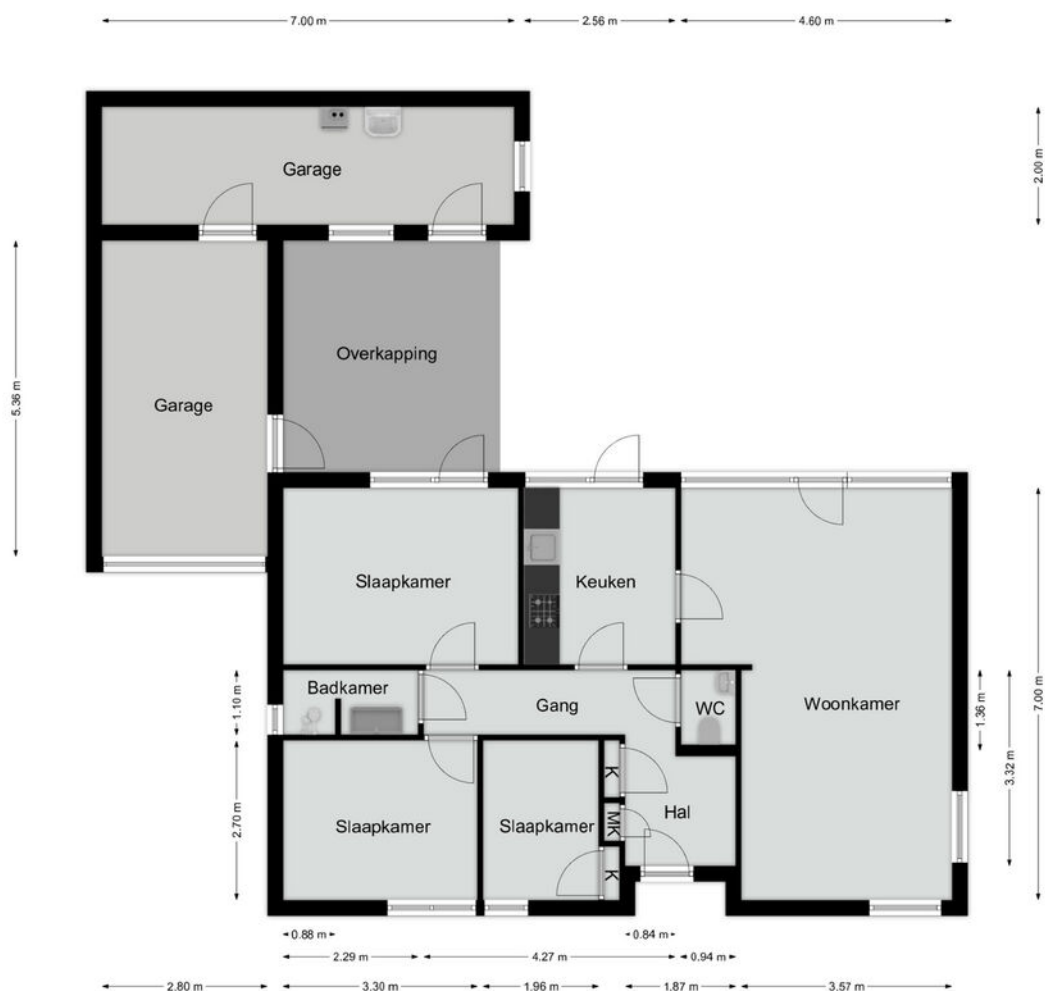 7.00 m
2.56 m
4.60 m
Garage
2.00 m
Overkapping
5.36 m
Garage
Slaapkamer
Keuken
Badkamer
1.10 m
Gang
WC
Woonkamer
1.36 m
7.00 m
3.32 m
K
MK
K
Hal
2.70 m
Slaapkamer
Slaapkamer
0.88 m
0.84 m
2.29 m
4.27 m
0.94 m
2.80 m
3.30 m
1.96 m
1.87 m
3.57 m